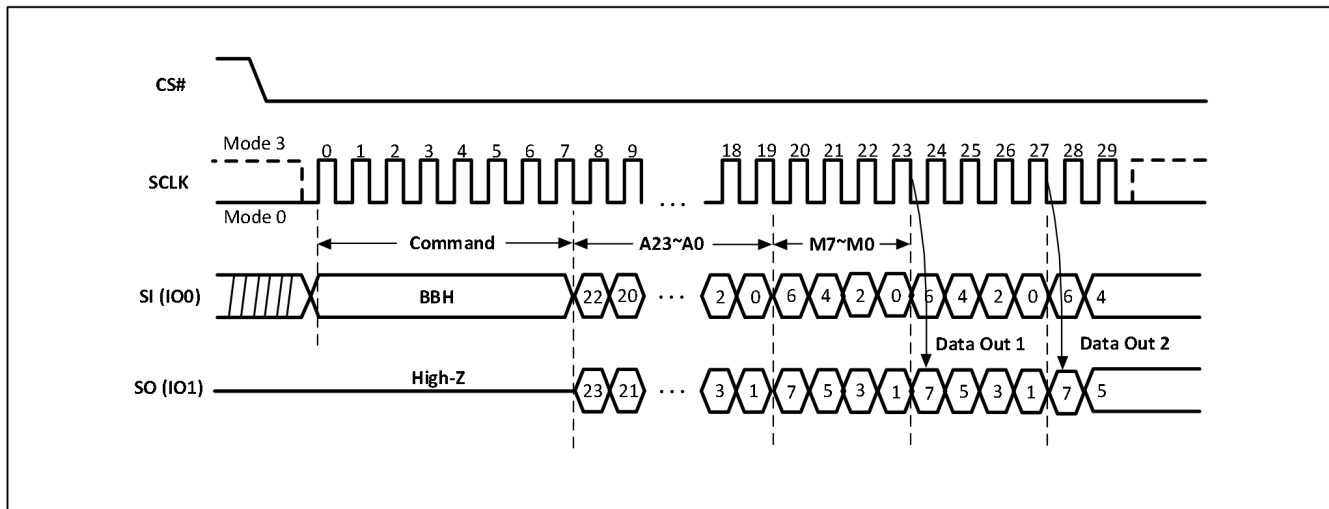 CS#
Mode 3
0 1 2 3 4 5 6 7 8 9 18 19 20 21 22 23 24 25 26 27 28 29
SCLK
...
Mode 0
Command A23~A0 M7~M0
SI (IO0) BBH 22 20 ... 2 0 6 4 2 0 6 4 2 0 6 4
Data Out 1 Data Out 2
High-Z
SO (IO1) 23 21 ... 3 1 7 5 3 1 7 5 3 1 7 5